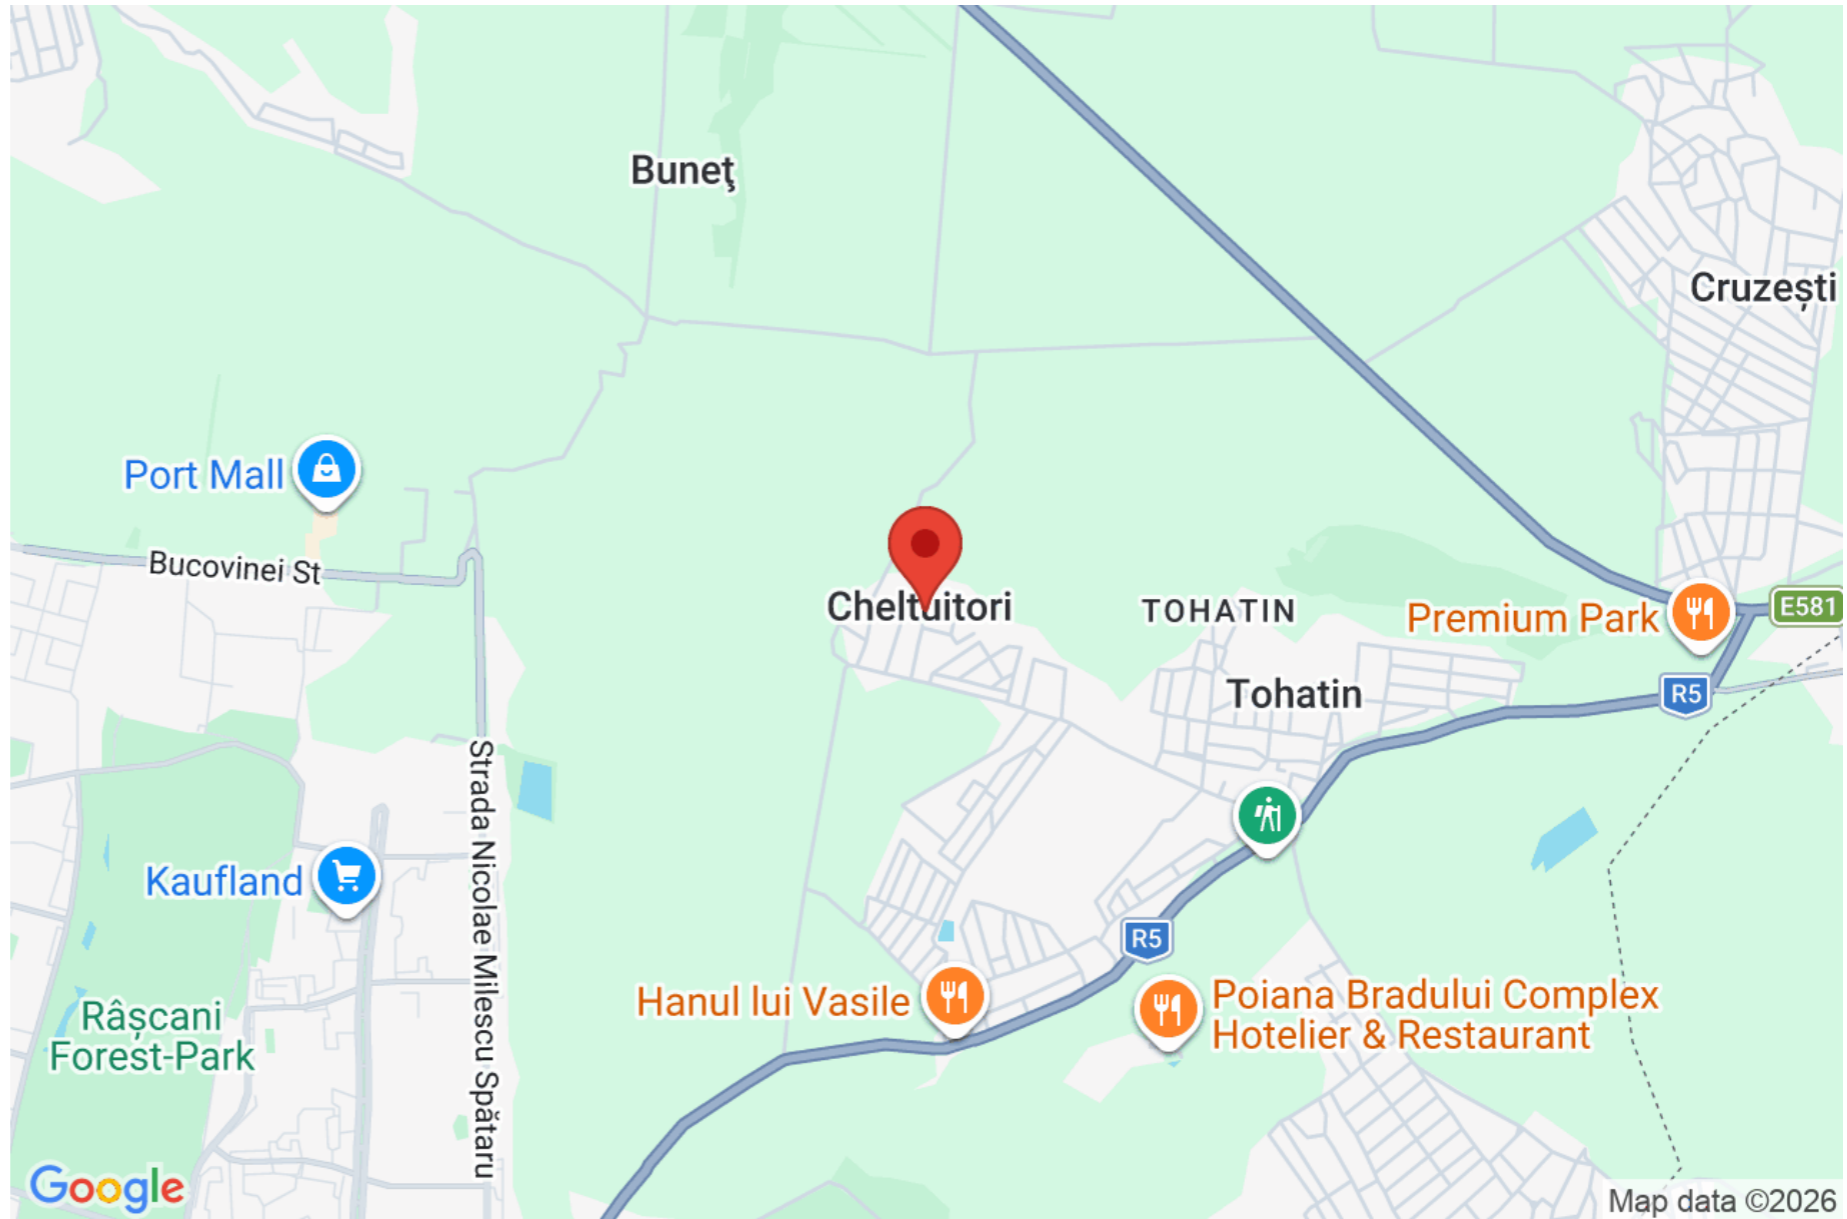 Buneţ
Cruzești
Port Mall
Bucovinei St
Cheltuitori
TOHATIN
Premium Park
E581
Tohatin
R5
Strada Nicolae Milescu Spătaru
Kaufland
R5
Hanul lui Vasile
Poiana Bradului Complex
Hotelier & Restaurant
Râșcani
Forest-Park
Google
Map data ©2026